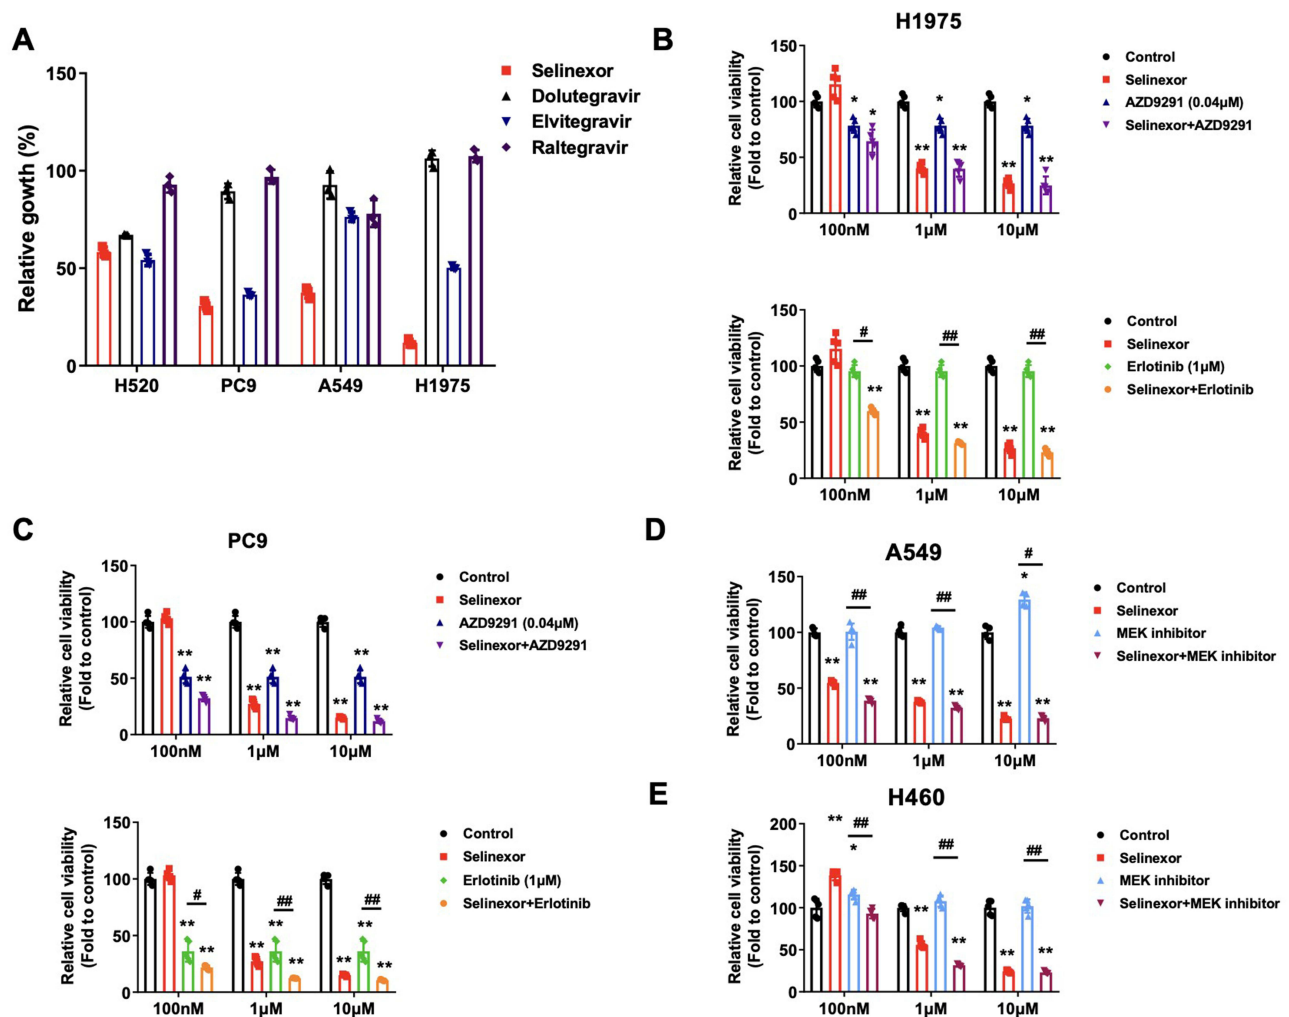 A
Relative gowth (%)
150
100
50
0
H520
PC9
A549
H1975
Selinexor
Dolutegravir
Elvitegravir
Raltegravir
B
H1975
Relative cell viability
(Fold to control)
150
100
50
0
* * * ** ** * ** **
100nM
1µM
10µM
Control
Selinexor
AZD9291 (0.04µM)
Selinexor+AZD9291
Relative cell viability
(Fold to control)
150
100
50
0
# ## ##
** ** ** ** **
100nM
1µM
10µM
Control
Selinexor
Erlotinib (1µM)
Selinexor+Erlotinib
C
PC9
Relative cell viability
(Fold to control)
150
100
50
0
** ** ** ** ** ** ** **
100nM
1µM
10µM
Control
Selinexor
AZD9291 (0.04µM)
Selinexor+AZD9291
Relative cell viability
(Fold to control)
150
100
50
0
# ## ##
** ** ** ** ** ** ** **
100nM
1µM
10µM
Control
Selinexor
Erlotinib (1µM)
Selinexor+Erlotinib
D
A549
Relative cell viability
(Fold to control)
150
100
50
0
## ## #
** ** ** ** ** * **
100nM
1µM
10µM
Control
Selinexor
MEK inhibitor
Selinexor+MEK inhibitor
E
H460
Relative cell viability
(Fold to control)
200
150
100
50
0
** ## ## ##
* ** ** ** **
100nM
1µM
10µM
Control
Selinexor
MEK inhibitor
Selinexor+MEK inhibitor